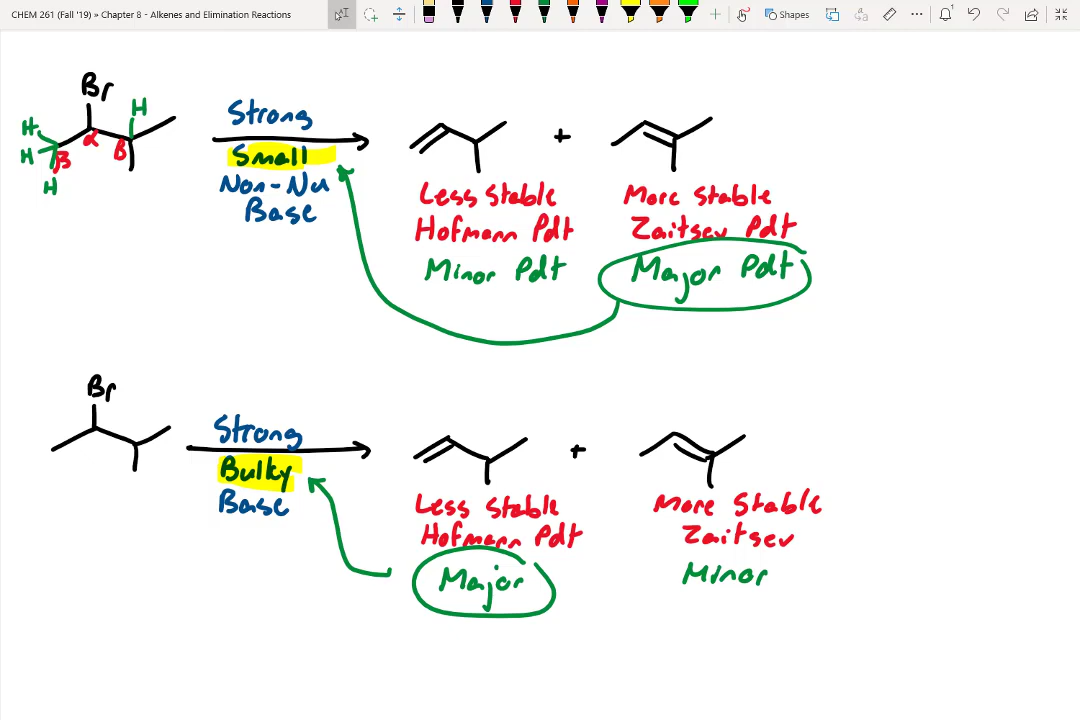 CHEM 261 (Fall '19) » Chapter 8 - Alkenes and Elimination Reactions
Shapes
Br
H
H
H
H
β
α
β
Strong
Small
Non-Nu
Base
+
Less Stable
Hofmann Pdt
Minor Pdt
More Stable
Zaitsev Pdt
Major Pdt
Br
Strong
Bulky
Base
+
Less Stable
Hofmann Pdt
Major
More Stable
Zaitsev
Minor